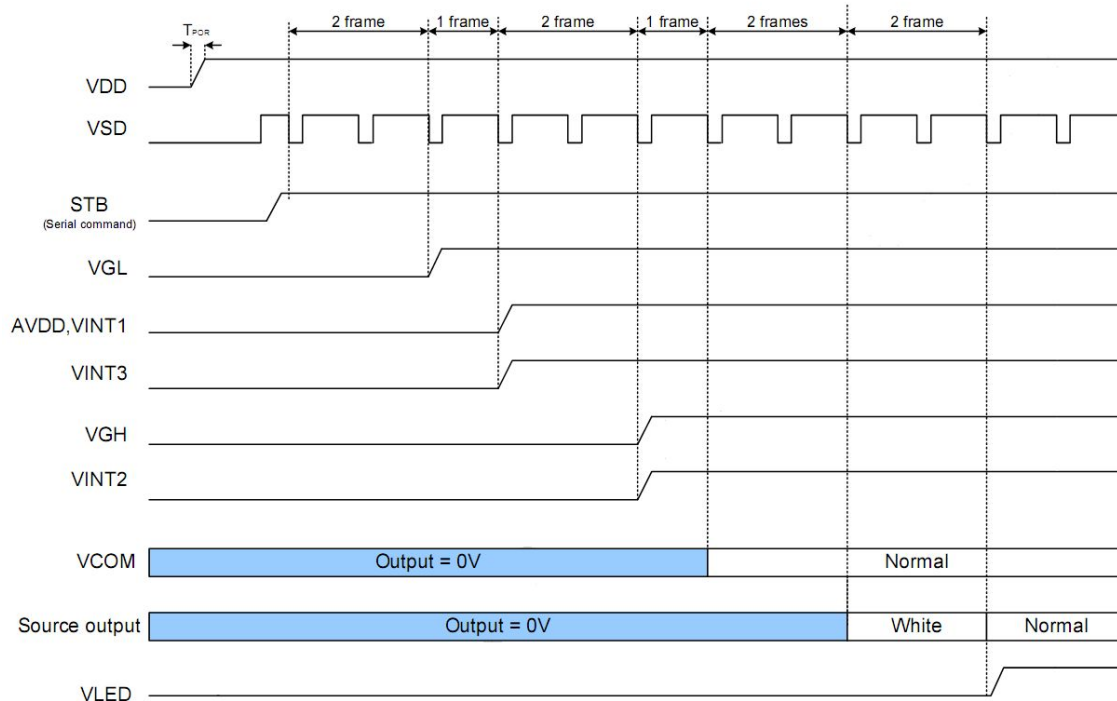 2 frame 1 frame 2 frame 1 frame 2 frames 2 frame
TPOR
VDD
VSD
STB
(Serial command)
VGL
AVDD,VINT1
VINT3
VGH
VINT2
VCOM Output = 0V Normal
Source output Output = 0V White Normal
VLED